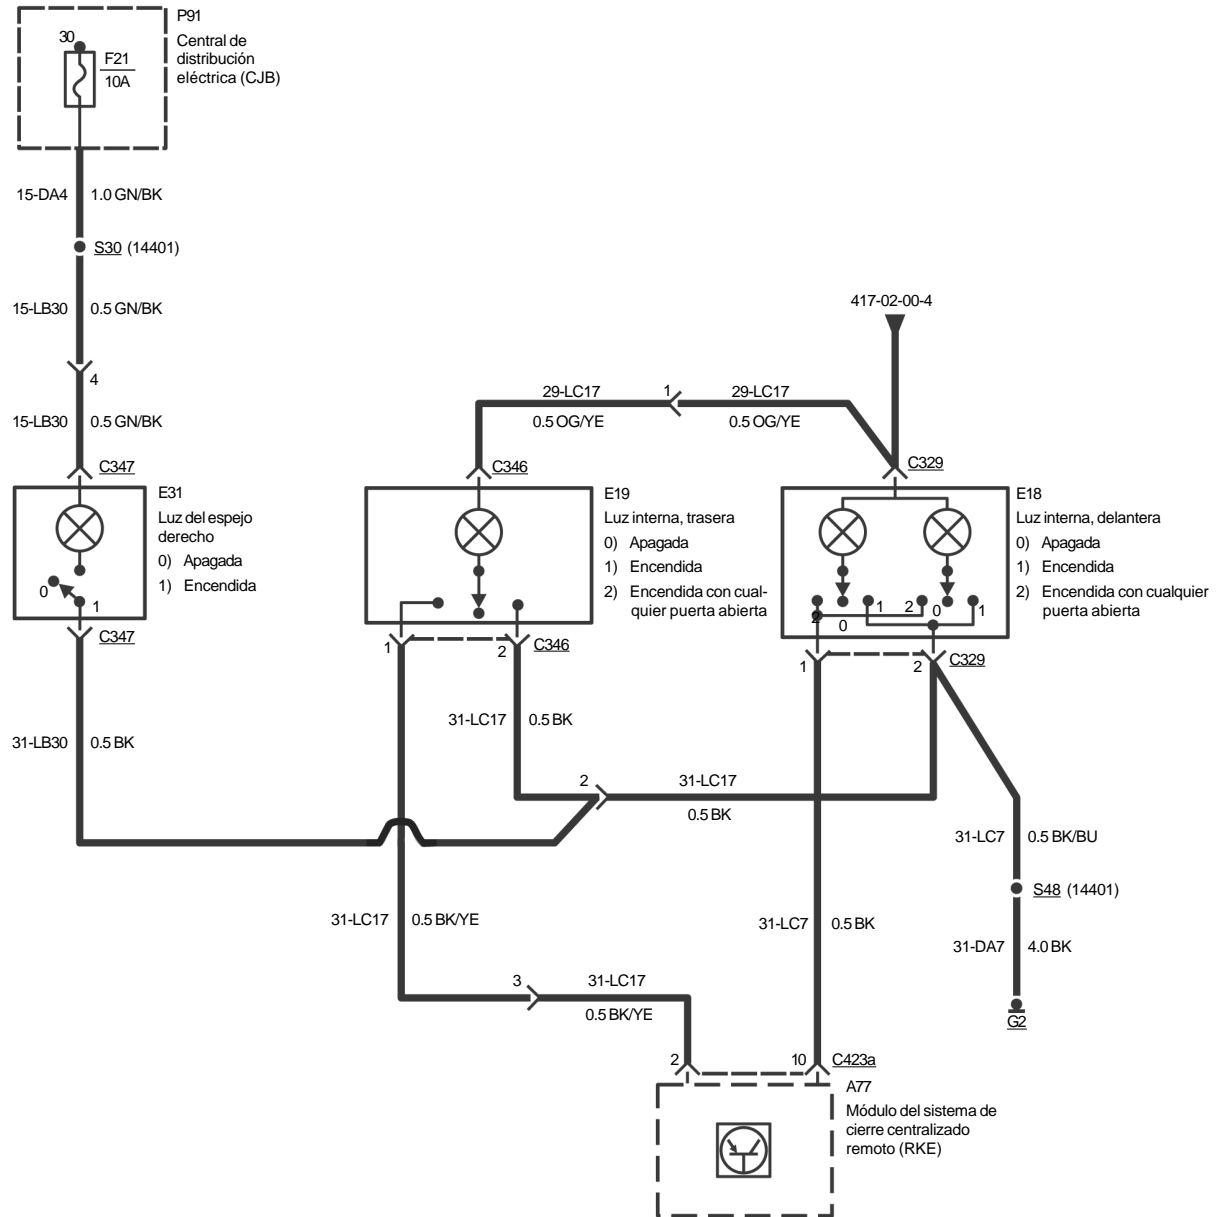 P91
Central de
distribución
eléctrica (CJB)
30
F21
10A
15-DA4 1.0 GN/BK
S30 (14401)
15-LB30 0.5 GN/BK
4
15-LB30 0.5 GN/BK
C347
E31
Luz del espejo
derecho
0) Apagada
1) Encendida
0
1
C347
31-LB30 0.5 BK
417-02-00-4
29-LC17 1 29-LC17
0.5 OG/YE 0.5 OG/YE
C346
E19
Luz interna, trasera
0) Apagada
1) Encendida
2) Encendida con cual-
quier puerta abierta
1 2 C346
C329
E18
Luz interna, delantera
0) Apagada
1) Encendida
2) Encendida con cualquier
puerta abierta
2 0 1 2 0 1
1 2 C329
31-LC17 0.5 BK
2 31-LC17
0.5 BK
31-LC7 0.5 BK/BU
S48 (14401)
31-DA7 4.0 BK
G2
31-LC17 0.5 BK/YE
31-LC7 0.5 BK
3 31-LC17
0.5 BK/YE
2 10 C423a
A77
Módulo del sistema de
cierre centralizado
remoto (RKE)